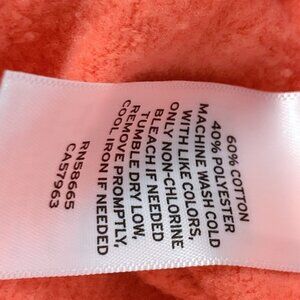 60% COTTON
40% POLYESTER
MACHINE WASH COLD
WITH LIKE COLORS,
ONLY NON-CHLORINE
BLEACH IF NEEDED
TUMBLE DRY LOW,
REMOVE PROMPTLY,
COOL IRON IF NEEDED
RN58665
CA57963